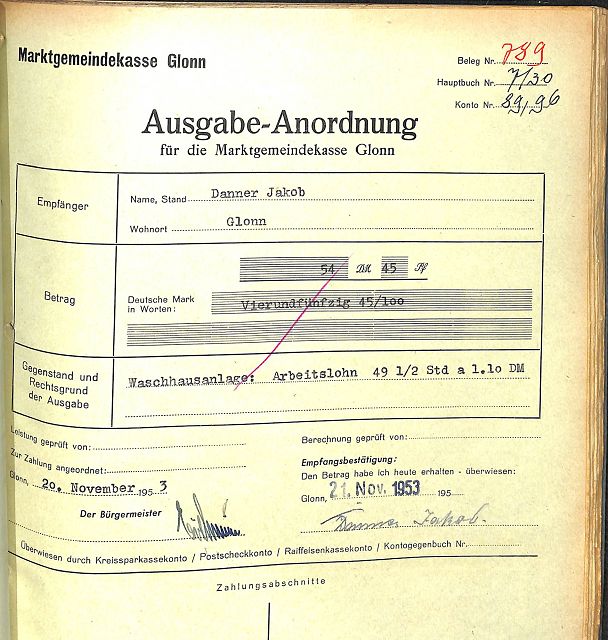 Marktgemeindekasse Glonn
Beleg Nr. 789
Hauptbuch Nr. 7/30
Konto Nr. 89/96
Ausgabe-Anordnung
für die Marktgemeindekasse Glonn
Empfänger
Name, Stand Danner Jakob
Wohnort Glonn
Betrag
54 DM 45 Pf
Deutsche Mark
in Worten: Vierundfünfzig 45/100
Gegenstand und
Rechtsgrund
der Ausgabe
Waschhausanlage: Arbeitslohn 49 1/2 Std a 1.10 DM
Leistung geprüft von:
Zur Zahlung angeordnet:
Glonn, 20. November 1953
Der Bürgermeister
Berechnung geprüft von:
Empfangsbestätigung:
Den Betrag habe ich heute erhalten - überwiesen:
Glonn, 21. Nov. 1953 195
Danner Jakob.
Überwiesen durch Kreissparkassekonto / Postscheckkonto / Raiffeisenkassekonto / Kontogegenbuch Nr.
Zahlungsabschnitte